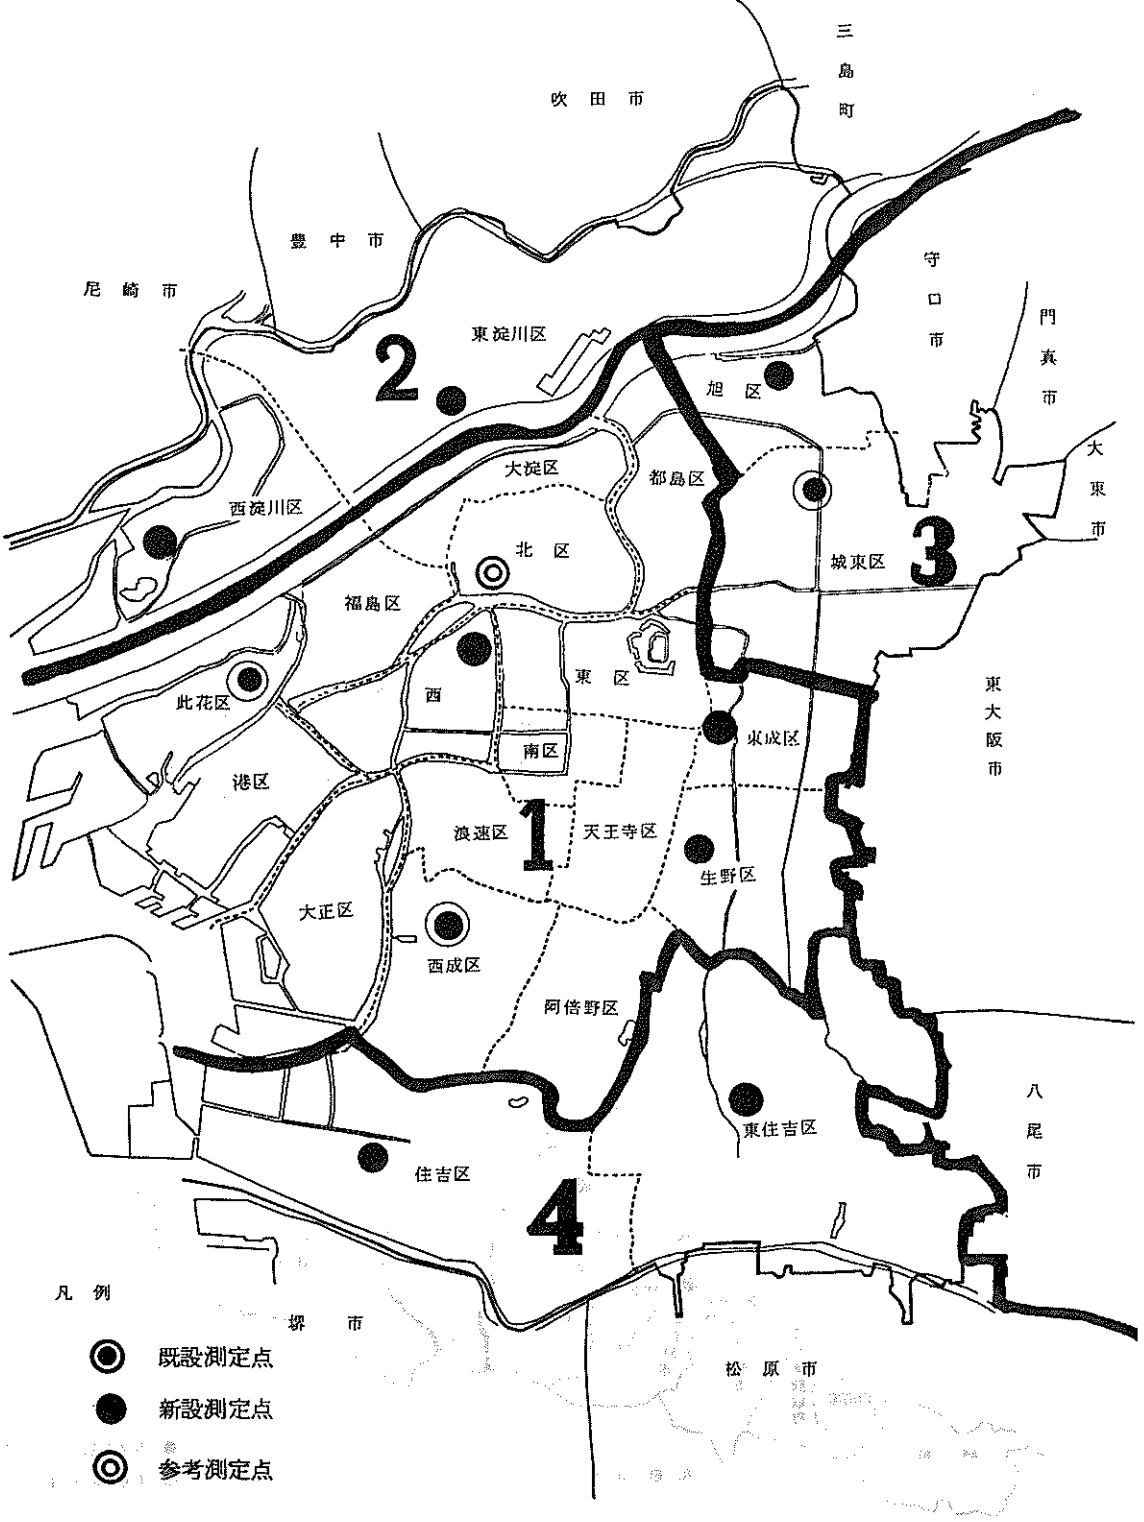 三島町
吹田市
豊中市
尼崎市
守口市
門真市
東淀川区
2
旭区
大東市
大淀区
都島区
西淀川区
北区
城東区
3
福島区
東区
西
此花区
東大阪市
南区
東成区
港区
浪速区
1
天王寺区
生野区
大正区
西成区
阿倍野区
八尾市
東住吉区
住吉区
4
凡例
堺市
既設測定点
松原市
新設測定点
参考測定点